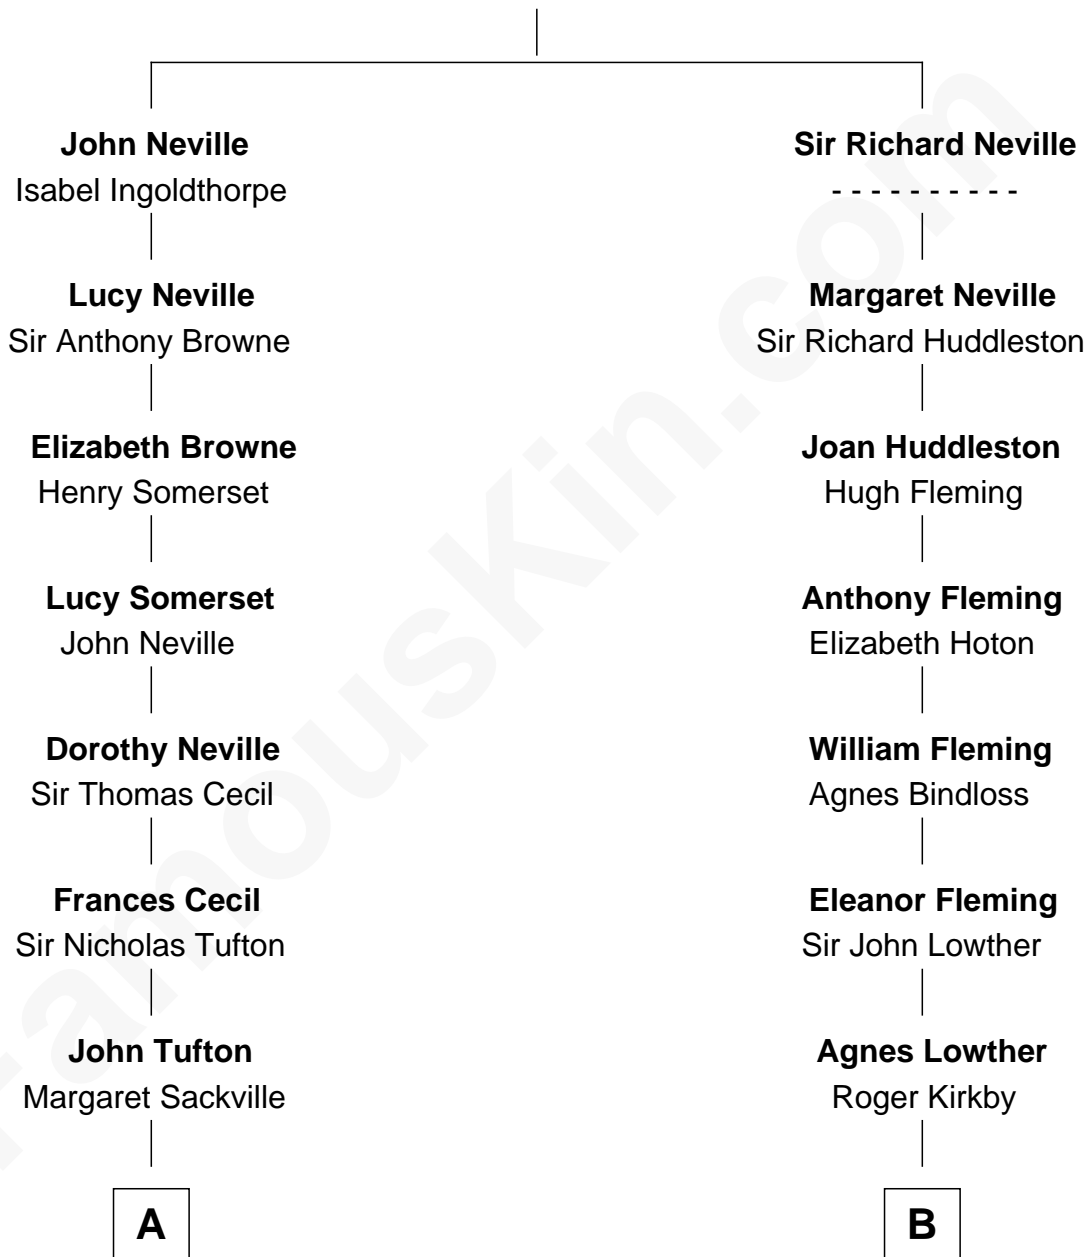 John Neville
Isabel Ingoldthorpe
Lucy Neville
Sir Anthony Browne
Elizabeth Browne
Henry Somerset
Lucy Somerset
John Neville
Dorothy Neville
Sir Thomas Cecil
Frances Cecil
Sir Nicholas Tufton
John Tufton
Margaret Sackville
A
Sir Richard Neville
- - - - - - - - - -
Margaret Neville
Sir Richard Huddleston
Joan Huddleston
Hugh Fleming
Anthony Fleming
Elizabeth Hoton
William Fleming
Agnes Bindloss
Eleanor Fleming
Sir John Lowther
Agnes Lowther
Roger Kirkby
B
FamousKin.com